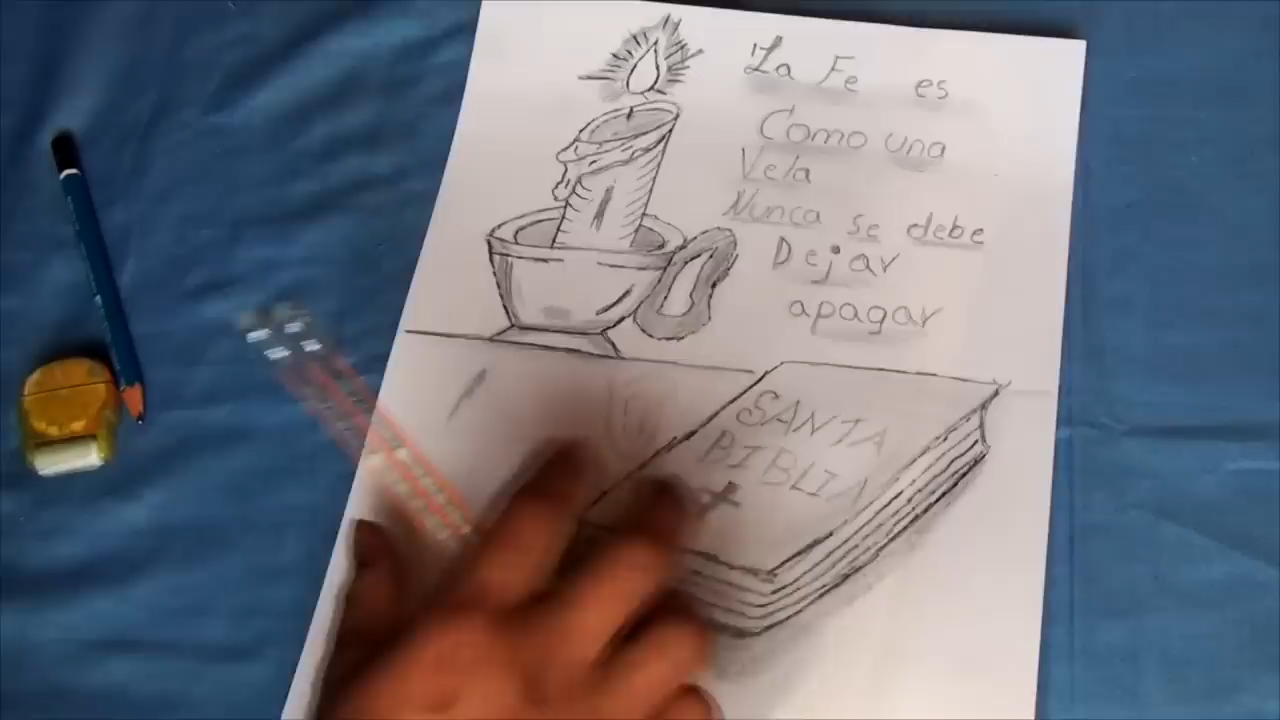 La Fe es
Como una
Vela
Nunca se debe
Dejar
apagar
SANTA
BIBLIA